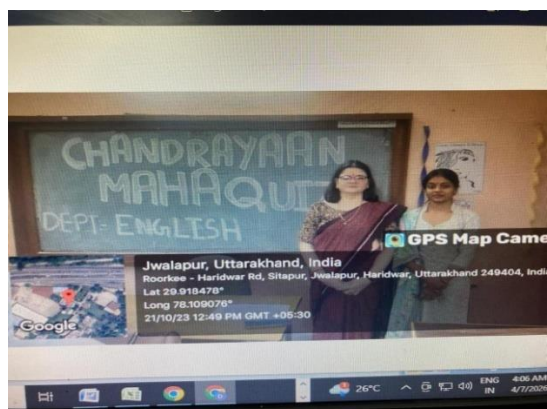 CHANDRAYAAN
MAHAQUIZ
DEPT- ENGLISH
GPS Map Came
Jwalapur, Uttarakhand, India
Roorkee - Haridwar Rd, Sitapur, Jwalapur, Haridwar, Uttarakhand 249404, Indi
Lat 29.918478°
Long 78.109076°
21/10/23 12:49 PM GMT +05:30
Google
26°C
ENG
IN
4:06 AM
4/7/2026